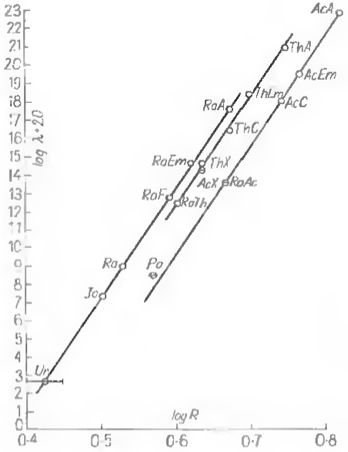 23
22
21
20
19
18
17
16
15
14
13
12
11
10
9
8
7
6
5
4
3
2
1
0
log λ + 20
AcA
ThA
AcEm
ThEm
RaA
AcC
ThC
RaEm
ThX
AcX
RaAc
RaF
RaTh
Ra
Pa
Jo
Ur
log R
0·4
0·5
0·6
0·7
0·8